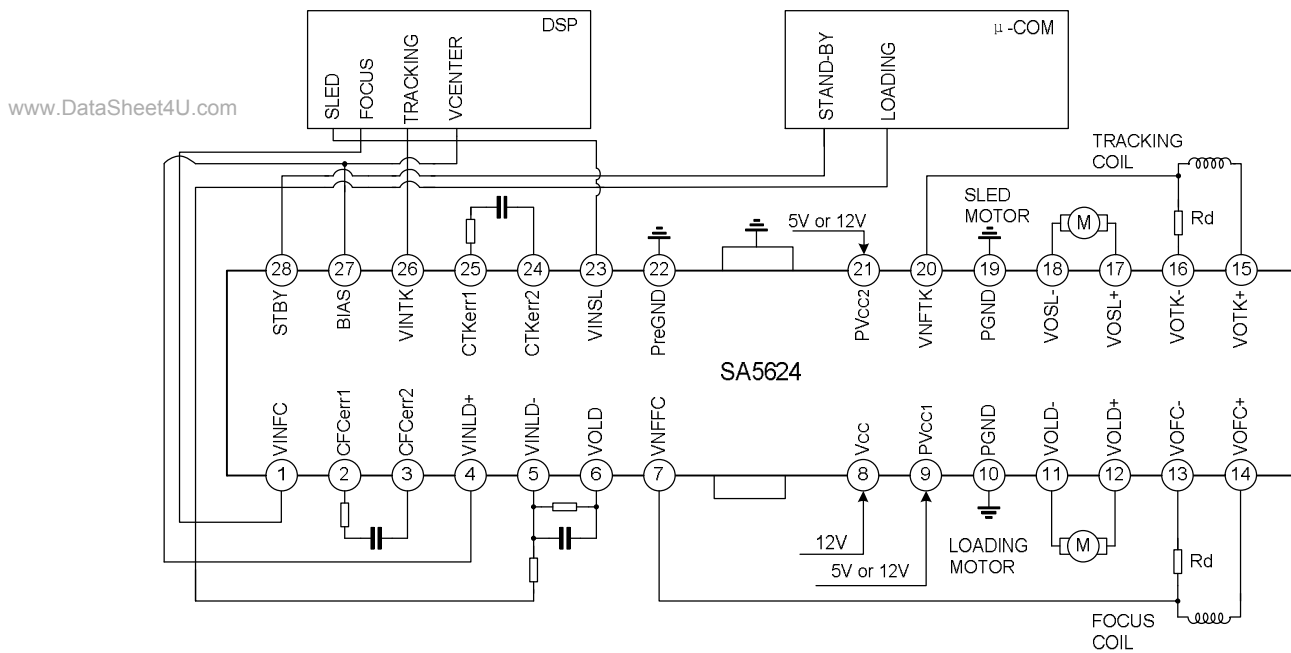 DSP
μ-COM
SLED
FOCUS
TRACKING
VCENTER
STAND-BY
LOADING
www.DataSheet4U.com
TRACKING
COIL
SLED
MOTOR
M
Rd
5V or 12V
28
27
26
25
24
23
22
21
20
19
18
17
16
15
STBY
BIAS
VINTK
CTKerr1
CTKerr2
VINSL
PreGND
PVcc2
VNFTK
PGND
VOSL-
VOSL+
VOTK-
VOTK+
SA5624
VINFC
CFCerr1
CFCerr2
VINLD+
VINLD-
VOLD
VNFFC
Vcc
PVcc1
PGND
VOLD-
VOLD+
VOFC-
VOFC+
1
2
3
4
5
6
7
8
9
10
11
12
13
14
12V
5V or 12V
LOADING
MOTOR
M
Rd
FOCUS
COIL